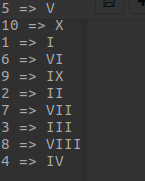 5 => V
10 => X
1 => I
6 => VI
9 => IX
2 => II
7 => VII
3 => III
8 => VIII
4 => IV